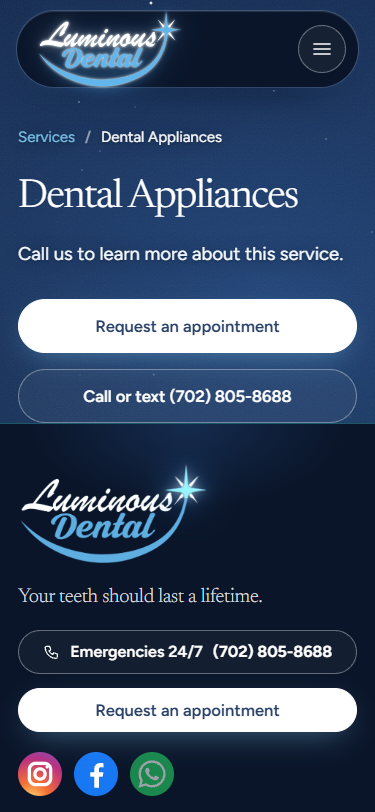 Luminous
Dental
Services / Dental Appliances
Dental Appliances
Call us to learn more about this service.
Request an appointment
Call or text (702) 805-8688
Luminous
Dental
Your teeth should last a lifetime.
Emergencies 24/7 (702) 805-8688
Request an appointment